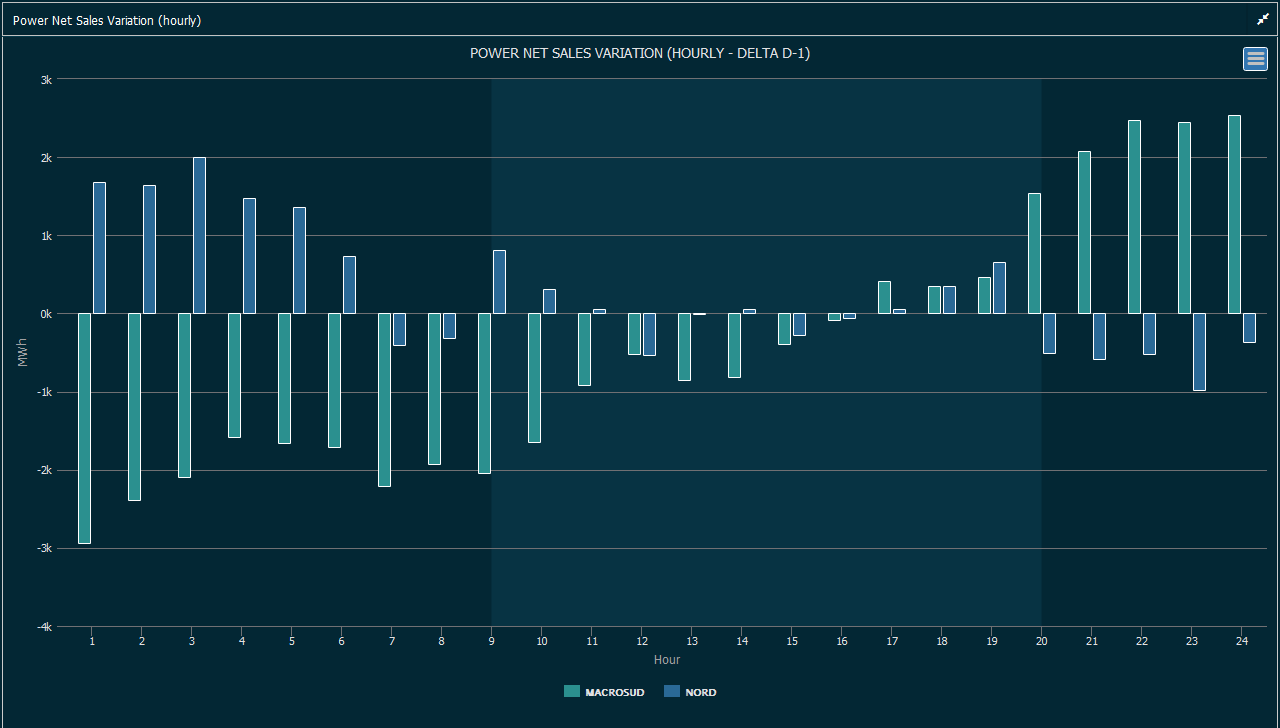 Power Net Sales Variation (hourly)
POWER NET SALES VARIATION (HOURLY - DELTA D-1)
3k
2k
1k
0k
-1k
-2k
-3k
-4k
MWh
1 2 3 4 5 6 7 8 9 10 11 12 13 14 15 16 17 18 19 20 21 22 23 24
Hour
MACROSUD NORD